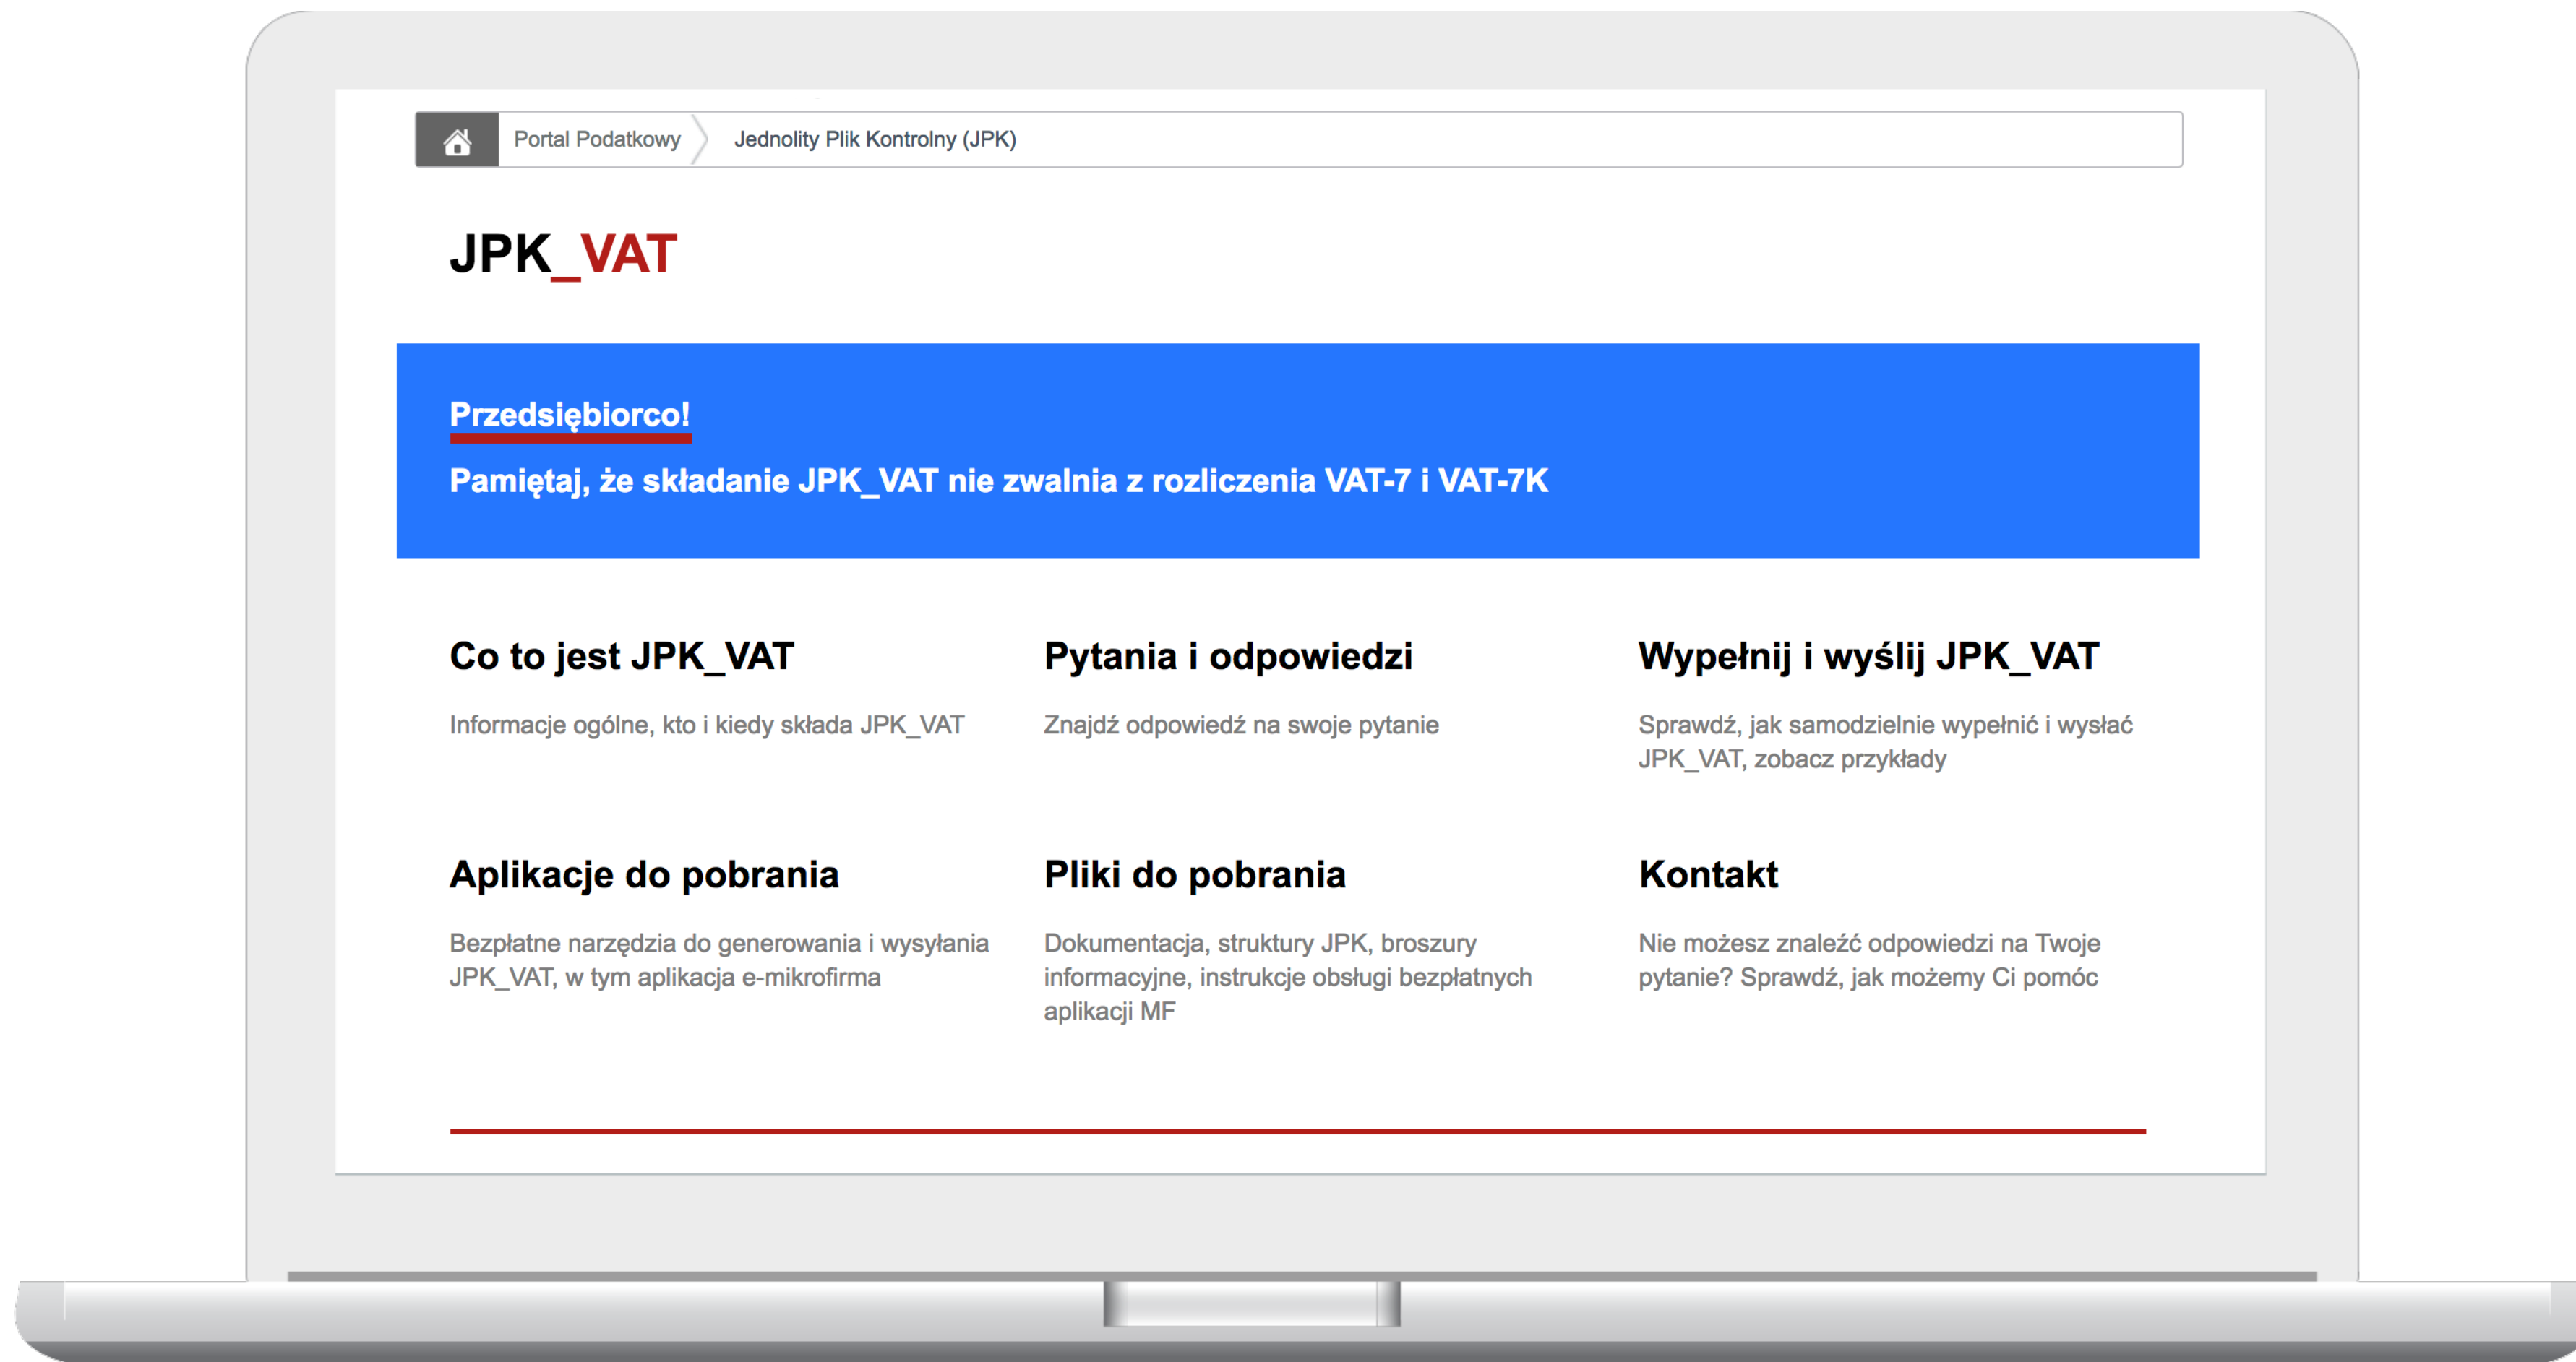 Portal Podatkowy
Jednolity Plik Kontrolny (JPK)
JPK_VAT
Przedsiębiorco!
Pamiętaj, że składanie JPK_VAT nie zwalnia z rozliczenia VAT-7 i VAT-7K
Co to jest JPK_VAT
Informacje ogólne, kto i kiedy składa JPK_VAT
Pytania i odpowiedzi
Znajdź odpowiedź na swoje pytanie
Wypełnij i wyślij JPK_VAT
Sprawdź, jak samodzielnie wypełnić i wysłać
JPK_VAT, zobacz przykłady
Aplikacje do pobrania
Bezpłatne narzędzia do generowania i wysyłania
JPK_VAT, w tym aplikacja e-mikrofirma
Pliki do pobrania
Dokumentacja, struktury JPK, broszury
informacyjne, instrukcje obsługi bezpłatnych
aplikacji MF
Kontakt
Nie możesz znaleźć odpowiedzi na Twoje
pytanie? Sprawdź, jak możemy Ci pomóc